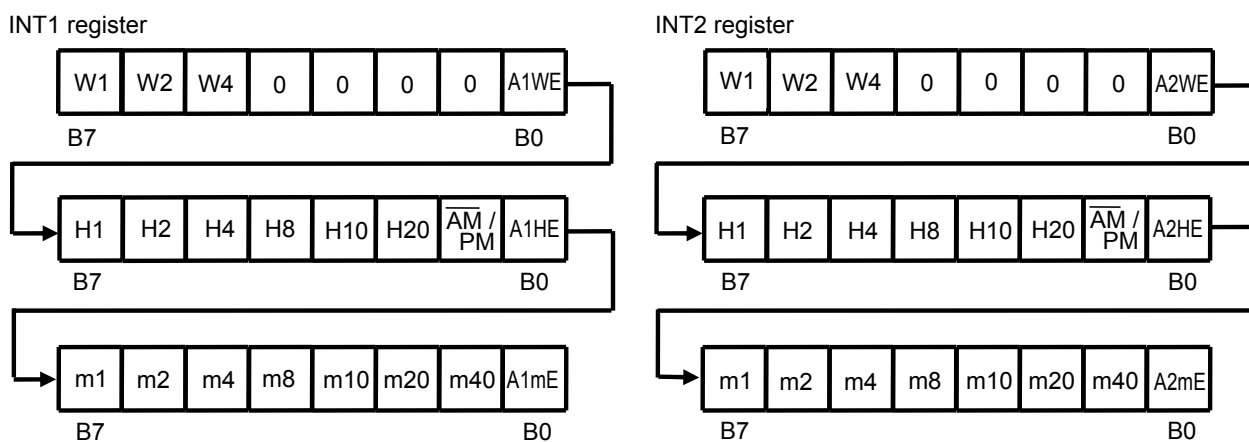 INT1 register
W1 W2 W4 0 0 0 0 A1WE
B7 B0
H1 H2 H4 H8 H10 H20 AM / PM A1HE
B7 B0
m1 m2 m4 m8 m10 m20 m40 A1mE
B7 B0
INT2 register
W1 W2 W4 0 0 0 0 A2WE
B7 B0
H1 H2 H4 H8 H10 H20 AM / PM A2HE
B7 B0
m1 m2 m4 m8 m10 m20 m40 A2mE
B7 B0